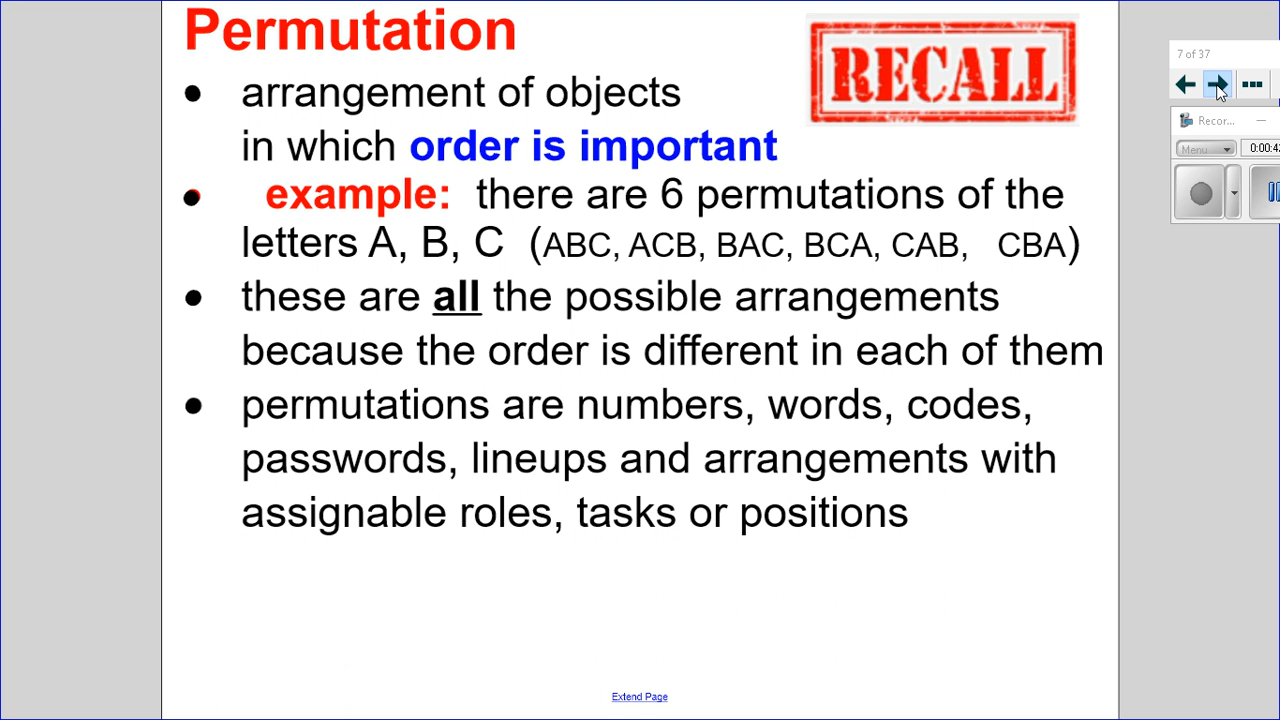 Permutation
RECALL
• arrangement of objects
in which order is important
• example: there are 6 permutations of the
letters A, B, C (ABC, ACB, BAC, BCA, CAB, CBA)
• these are all the possible arrangements
because the order is different in each of them
• permutations are numbers, words, codes,
passwords, lineups and arrangements with
assignable roles, tasks or positions
Extend Page
7 of 37
Recor...
Menu